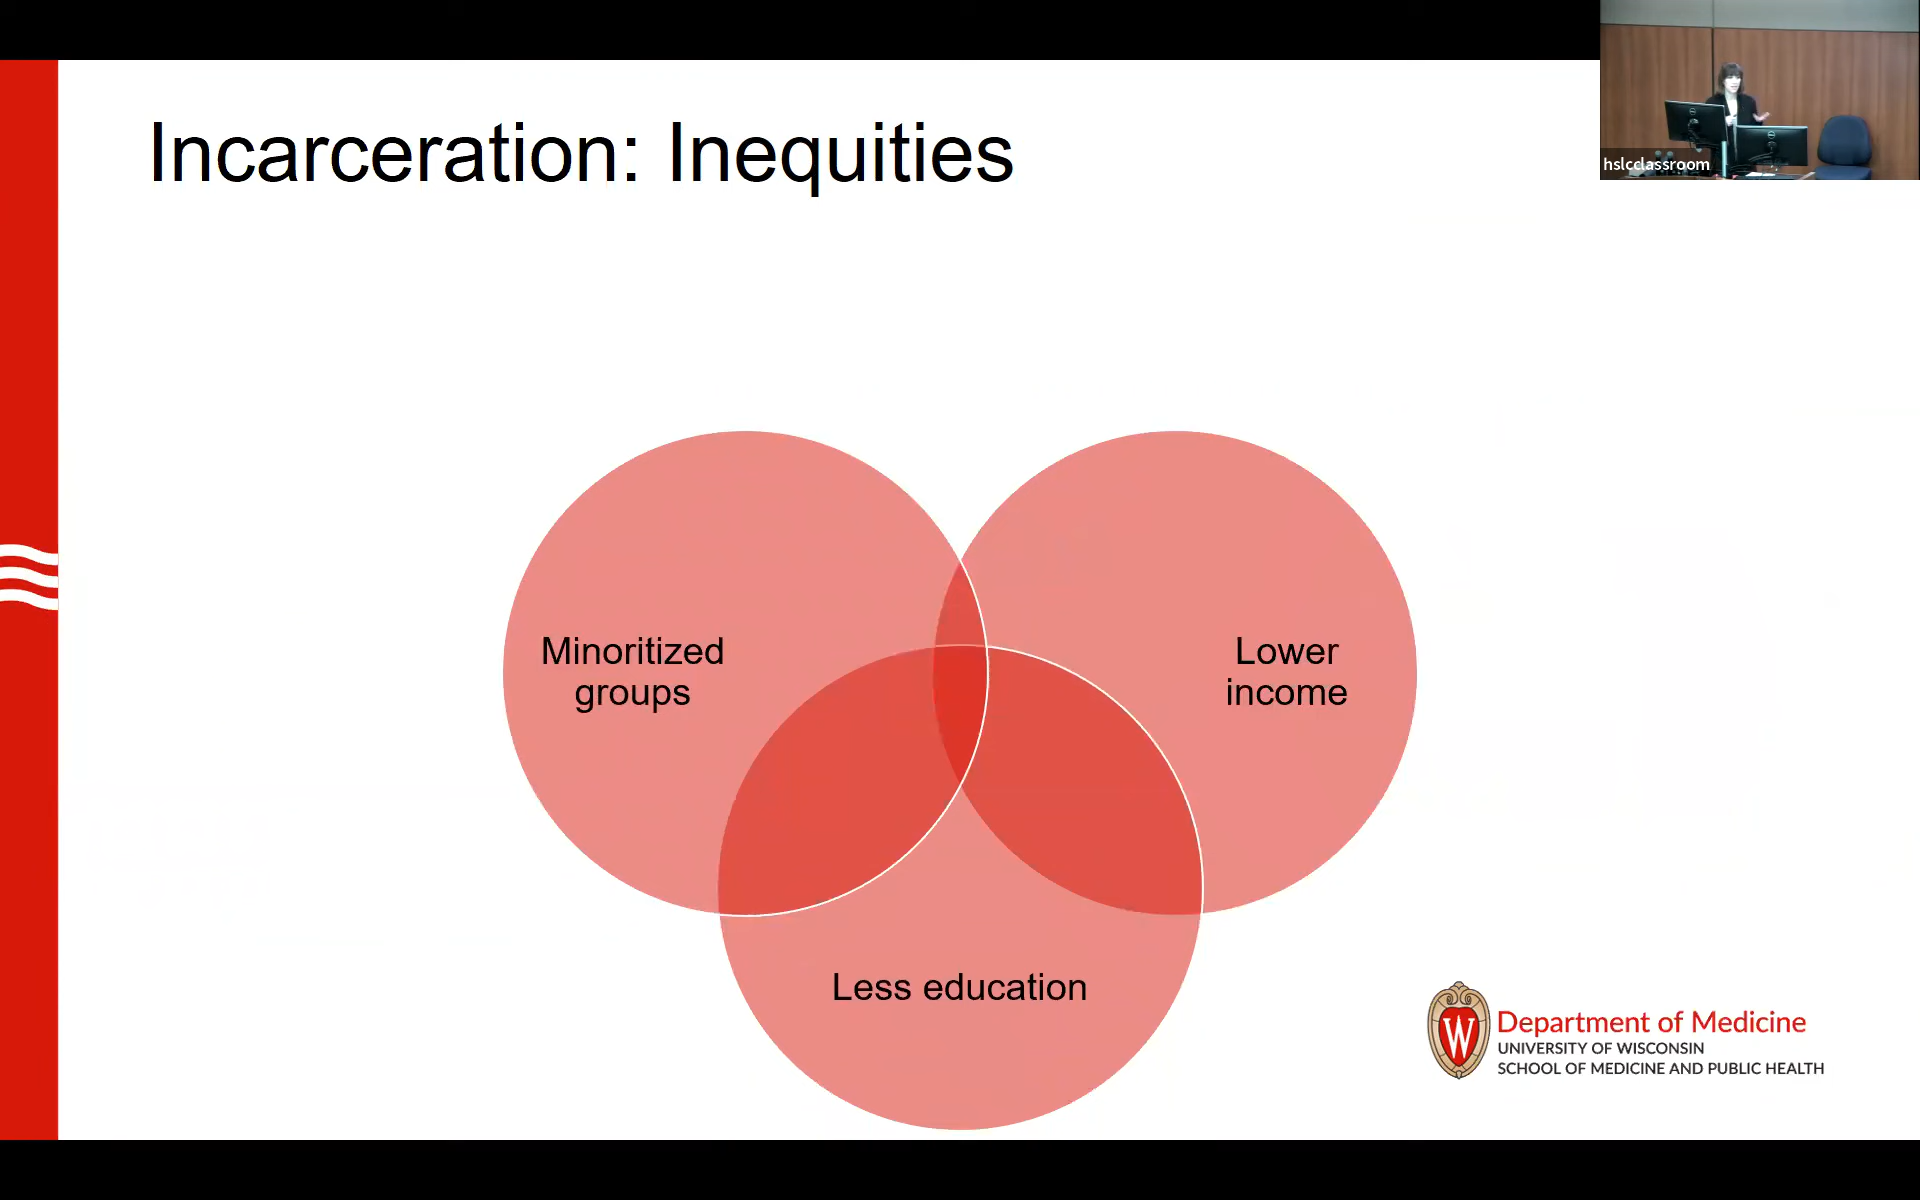 Incarceration: Inequities
hslcclassroom
Minoritized
groups
Lower
income
Less education
W
Department of Medicine
UNIVERSITY OF WISCONSIN
SCHOOL OF MEDICINE AND PUBLIC HEALTH